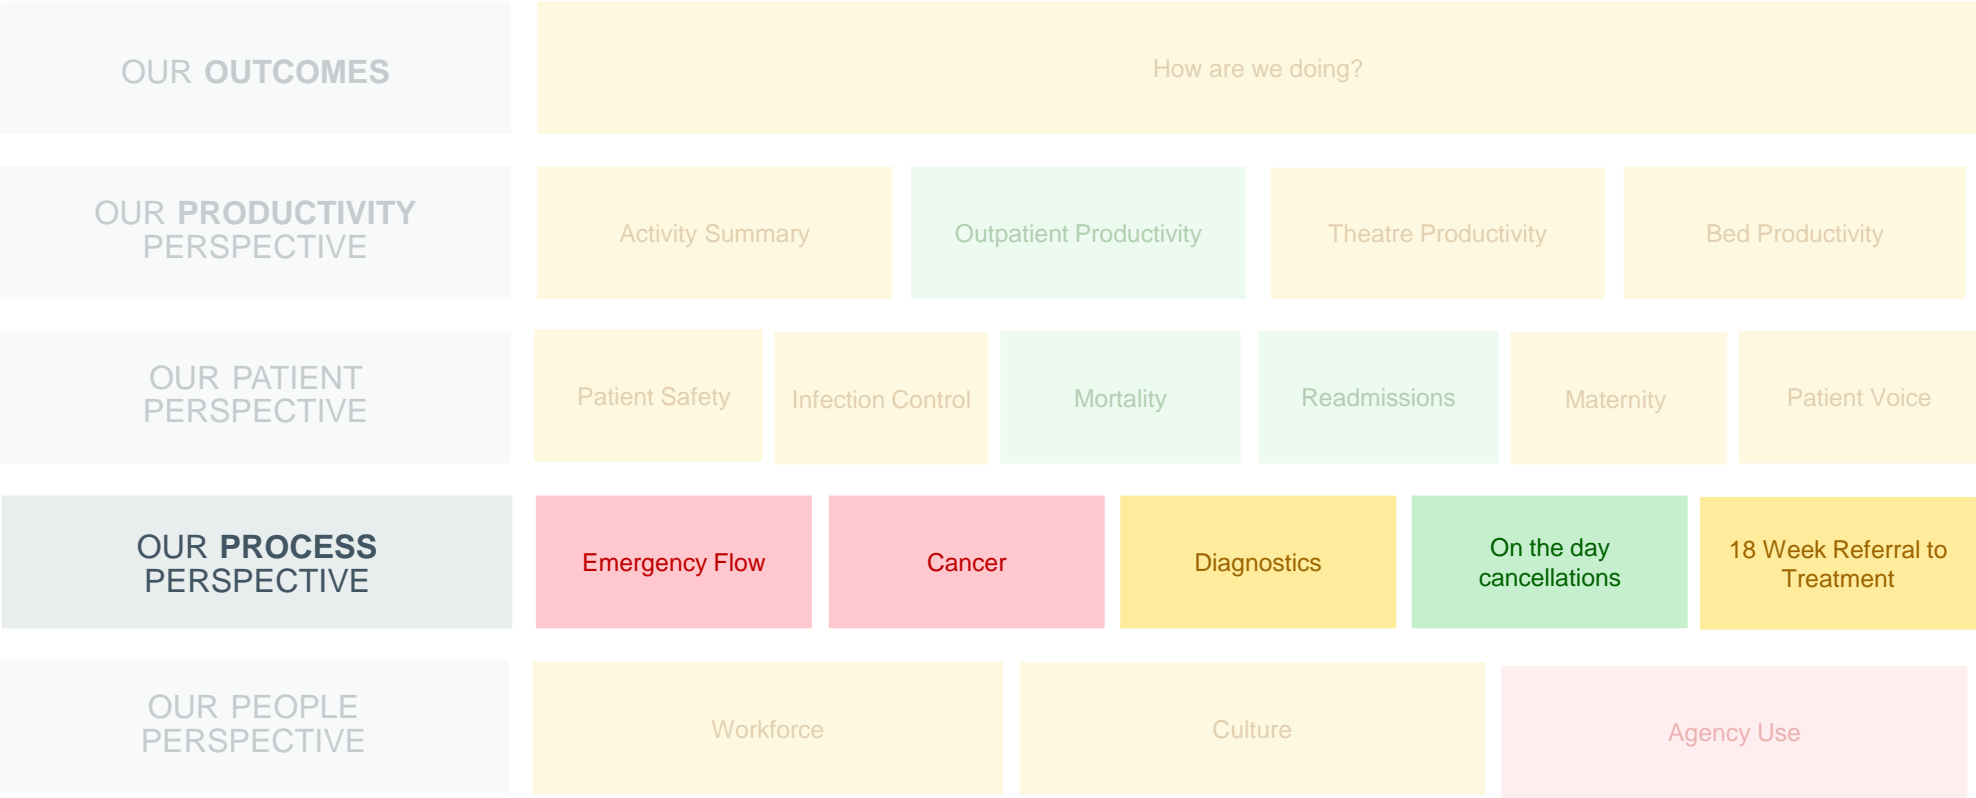 OUR OUTCOMES
How are we doing?
OUR PRODUCTIVITY
PERSPECTIVE
Activity Summary
Outpatient Productivity
Theatre Productivity
Bed Productivity
OUR PATIENT
PERSPECTIVE
Patient Safety
Infection Control
Mortality
Readmissions
Maternity
Patient Voice
OUR PROCESS
PERSPECTIVE
Emergency Flow
Cancer
Diagnostics
On the day
cancellations
18 Week Referral to
Treatment
OUR PEOPLE
PERSPECTIVE
Workforce
Culture
Agency Use